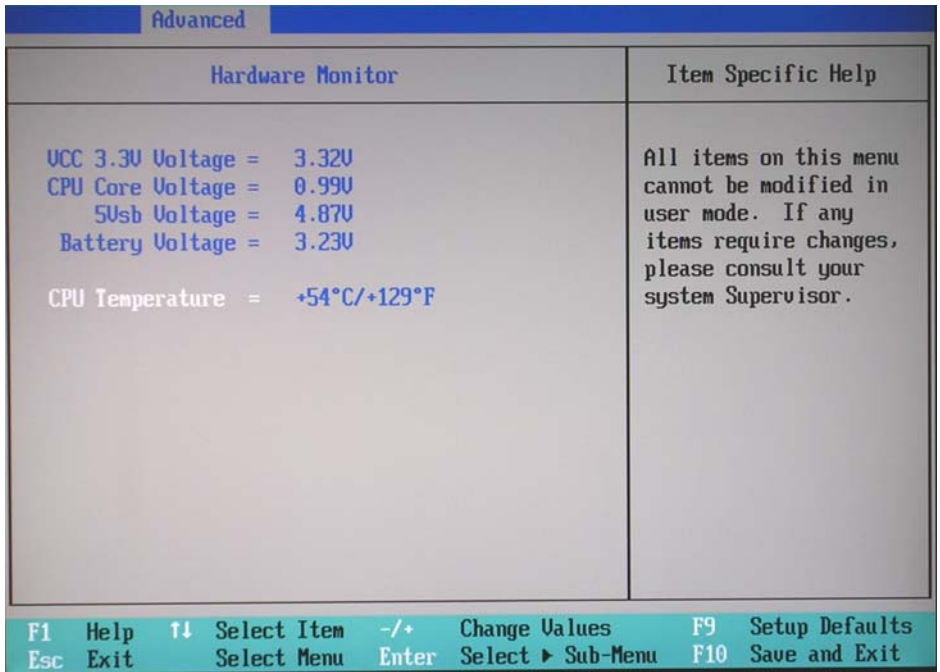 Advanced
Hardware Monitor
Item Specific Help
VCC 3.3V Voltage = 3.32V
CPU Core Voltage = 0.99V
5Vsb Voltage = 4.87V
Battery Voltage = 3.23V
CPU Temperature = +54°C/+129°F
All items on this menu
cannot be modified in
user mode. If any
items require changes,
please consult your
system Supervisor.
F1 Help ↑↓ Select Item -/+ Change Values F9 Setup Defaults
Esc Exit Select Menu Enter Select ▶ Sub-Menu F10 Save and Exit